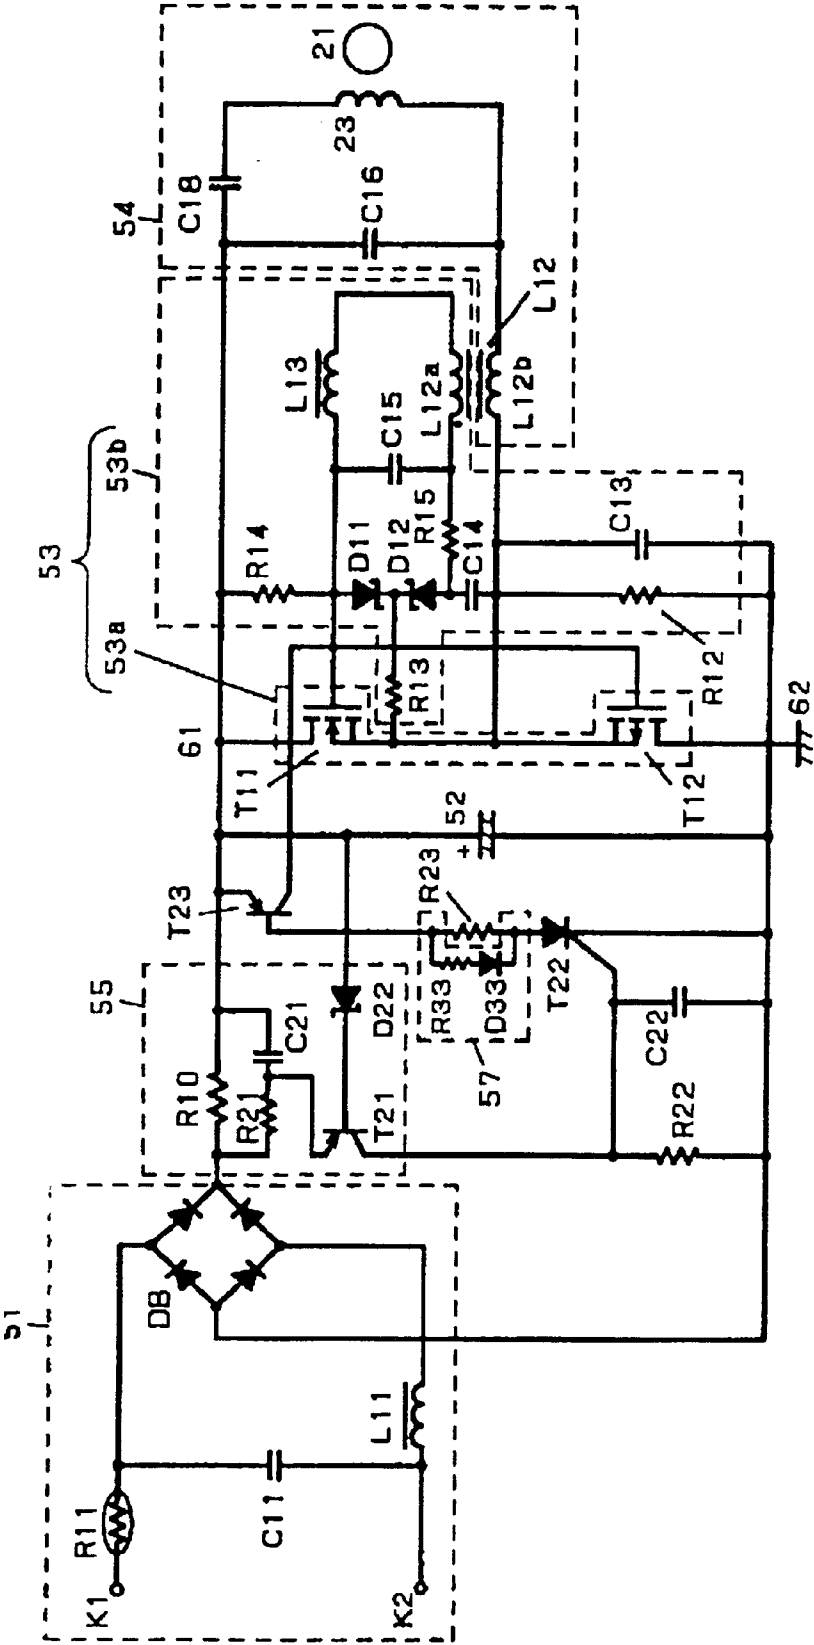 21
23
C18
C16
54
L12
L13
L12a
L12b
C15
53b
53
53a
R14
D11
D12
R15
C14
C13
R12
R13
61
T11
T12
62
52
+
T23
R23
R33
D33
T22
57
55
C21
D22
R10
R21
T21
C22
R22
51
DB
L11
R11
C11
K1
K2